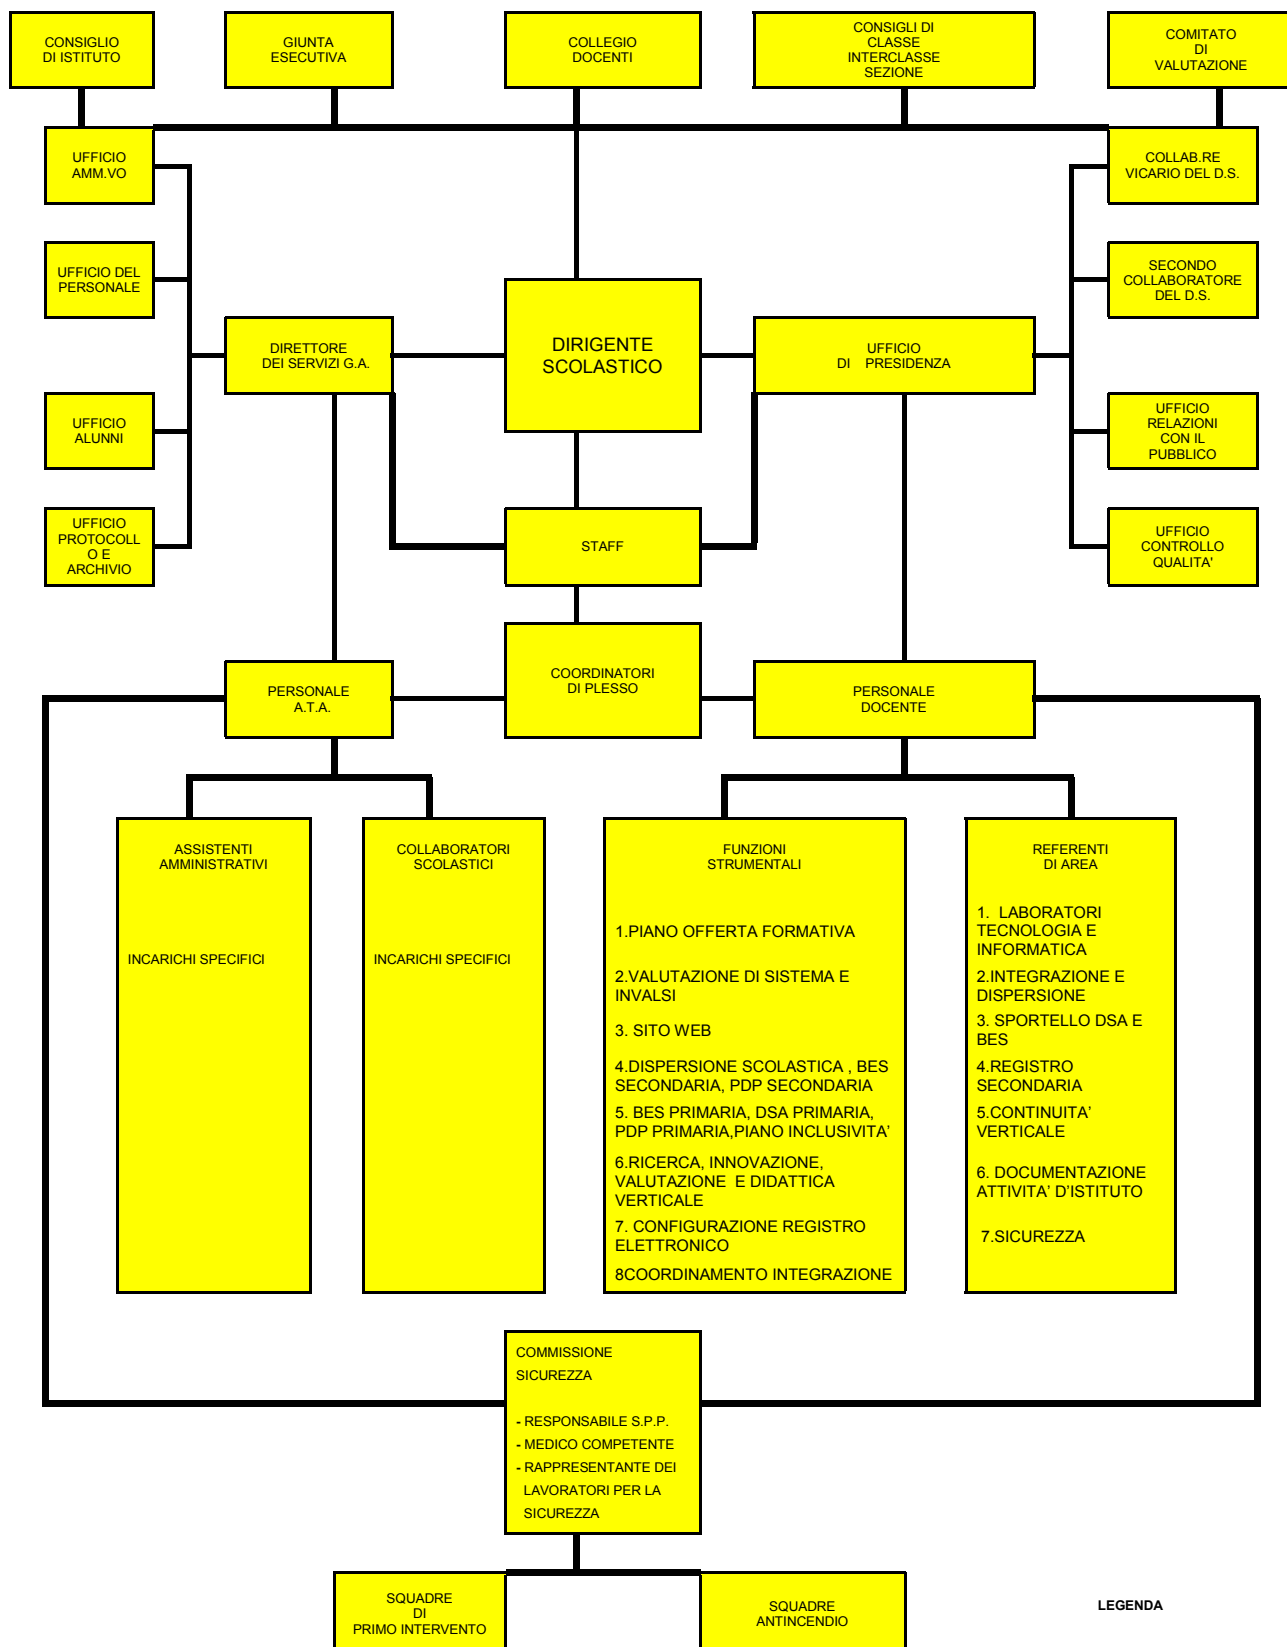 CONSIGLIO
DI ISTITUTO
GIUNTA
ESECUTIVA
COLLEGIO
DOCENTI
CONSIGLI DI
CLASSE
INTERCLASSE
SEZIONE
COMITATO
DI
VALUTAZIONE
UFFICIO
AMM.VO
COLLAB.RE
VICARIO DEL D.S.
UFFICIO DEL
PERSONALE
SECONDO
COLLABORATORE
DEL D.S.
DIRETTORE
DEI SERVIZI G.A.
DIRIGENTE
SCOLASTICO
UFFICIO
DI PRESIDENZA
UFFICIO
ALUNNI
UFFICIO
RELAZIONI
CON IL
PUBBLICO
UFFICIO
PROTOCOLL
O E
ARCHIVIO
STAFF
UFFICIO
CONTROLLO
QUALITA'
PERSONALE
A.T.A.
COORDINATORI
DI PLESSO
PERSONALE
DOCENTE
ASSISTENTI
AMMINISTRATIVI
INCARICHI SPECIFICI
COLLABORATORI
SCOLASTICI
INCARICHI SPECIFICI
FUNZIONI
STRUMENTALI
1.PIANO OFFERTA FORMATIVA
2.VALUTAZIONE DI SISTEMA E
INVALSI
3. SITO WEB
4.DISPERSIONE SCOLASTICA , BES
SECONDARIA, PDP SECONDARIA
5. BES PRIMARIA, DSA PRIMARIA,
PDP PRIMARIA,PIANO INCLUSIVITA'
6.RICERCA, INNOVAZIONE,
VALUTAZIONE E DIDATTICA
VERTICALE
7. CONFIGURAZIONE REGISTRO
ELETTRONICO
8COORDINAMENTO INTEGRAZIONE
REFERENTI
DI AREA
1. LABORATORI
TECNOLOGIA E
INFORMATICA
2.INTEGRAZIONE E
DISPERSIONE
3. SPORTELLO DSA E
BES
4.REGISTRO
SECONDARIA
5.CONTINUITA'
VERTICALE
6. DOCUMENTAZIONE
ATTIVITA' D'ISTITUTO
7.SICUREZZA
COMMISSIONE
SICUREZZA
- RESPONSABILE S.P.P.
- MEDICO COMPETENTE
- RAPPRESENTANTE DEI
LAVORATORI PER LA
SICUREZZA
SQUADRE
DI
PRIMO INTERVENTO
SQUADRE
ANTINCENDIO
LEGENDA